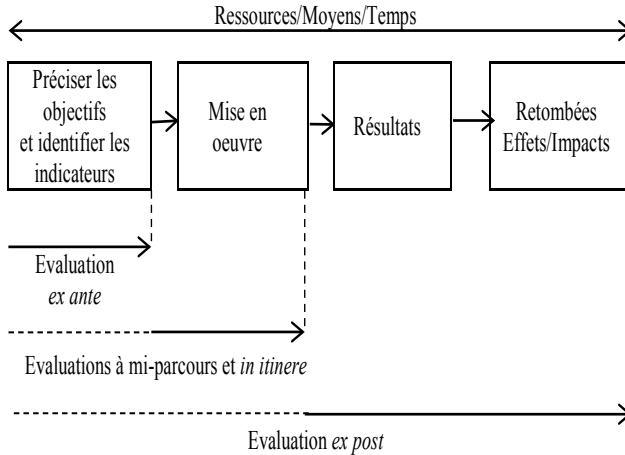 Ressources/Moyens/Temps
Préciser les
objectifs
et identifier les
indicateurs
Mise en
oeuvre
Résultats
Retombées
Effets/Impacts
Evaluation
ex ante
Evaluations à mi-parcours et in itinere
Evaluation ex post